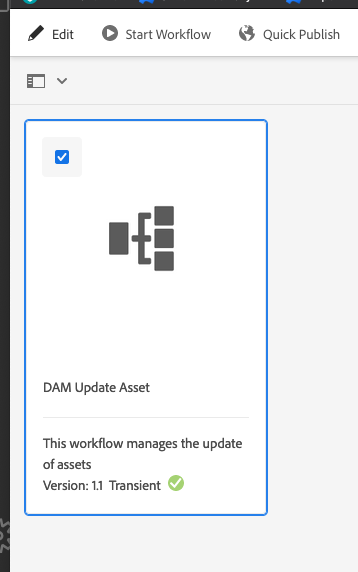 Edit Start Workflow Quick Publish
DAM Update Asset
This workflow manages the update
of assets
Version: 1.1 Transient